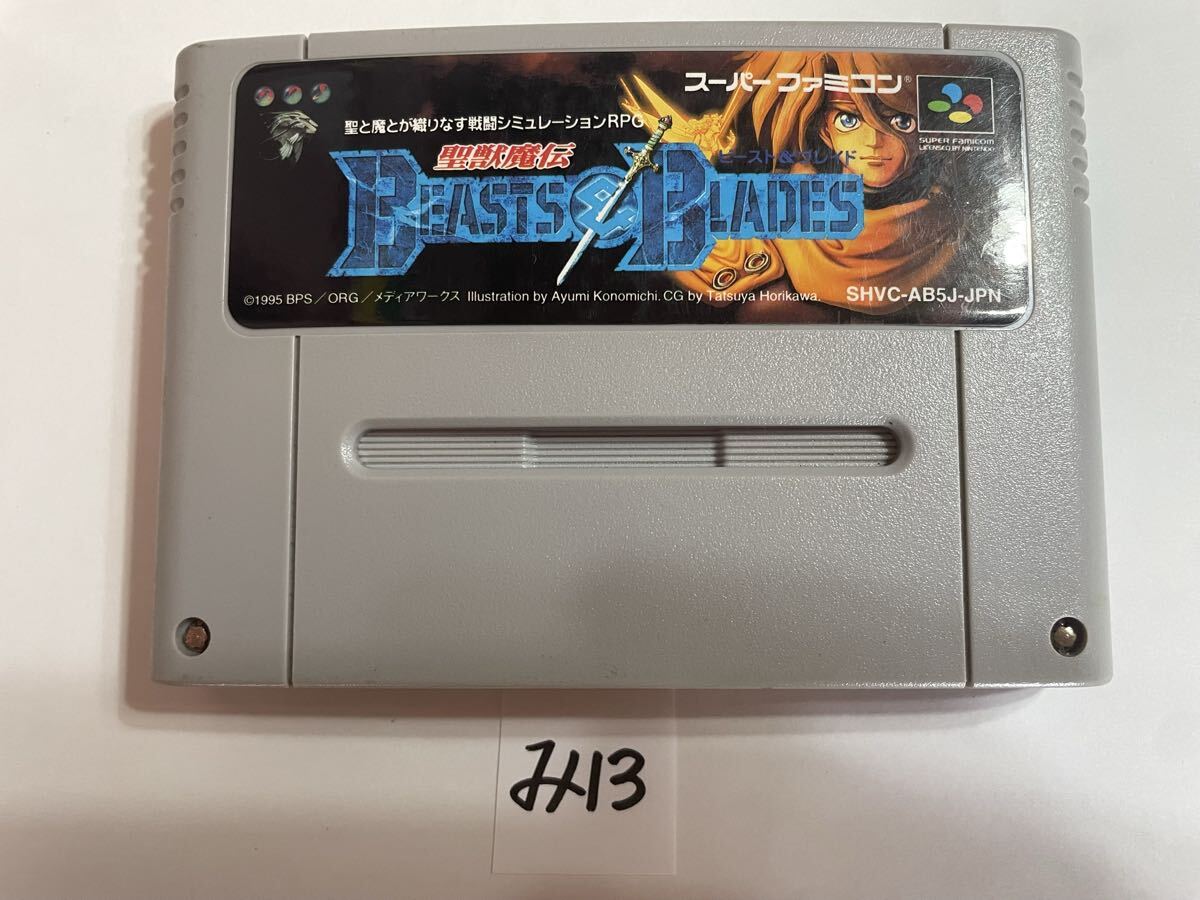 スーパーファミコン®
聖と魔とが織りなす戦闘シミュレーションRPG
SUPER FAMICOM
LICENSED BY NINTENDO
聖獣魔伝
ビースト&ブレイド
BEASTS & BLADES
©1995 BPS/ORG/メディアワークス Illustration by Ayumi Konomichi. CG by Tatsuya Horikawa.
SHVC-AB5J-JPN
み13